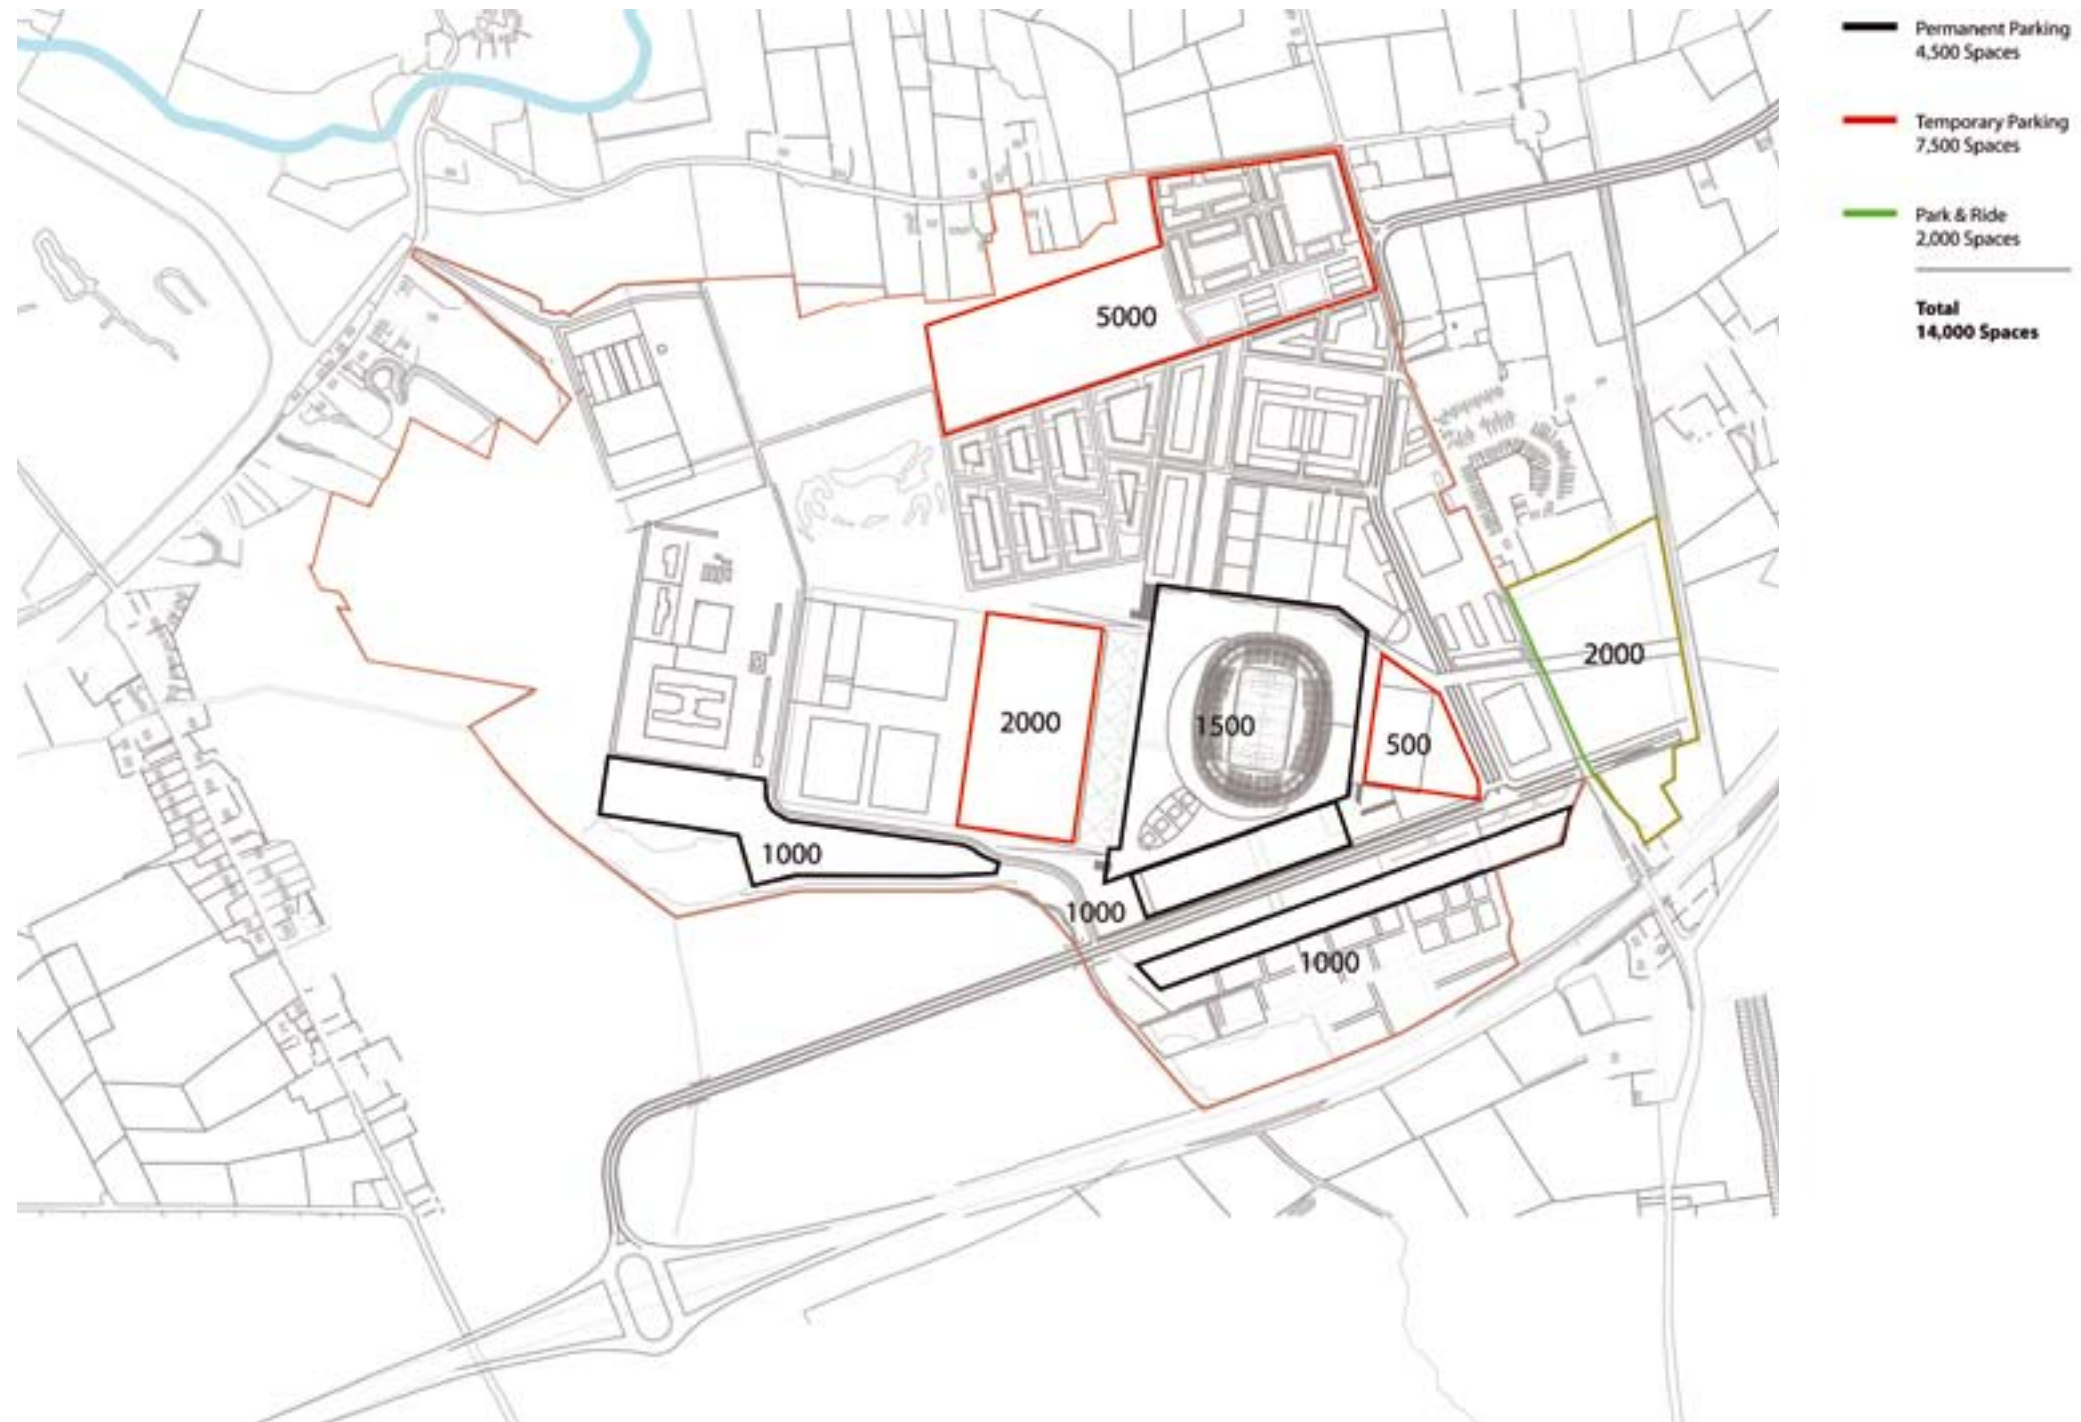 Permanent Parking
4,500 Spaces
Temporary Parking
7,500 Spaces
Park & Ride
2,000 Spaces
Total
14,000 Spaces
5000
2000
2000
1500
500
1000
1000
1000